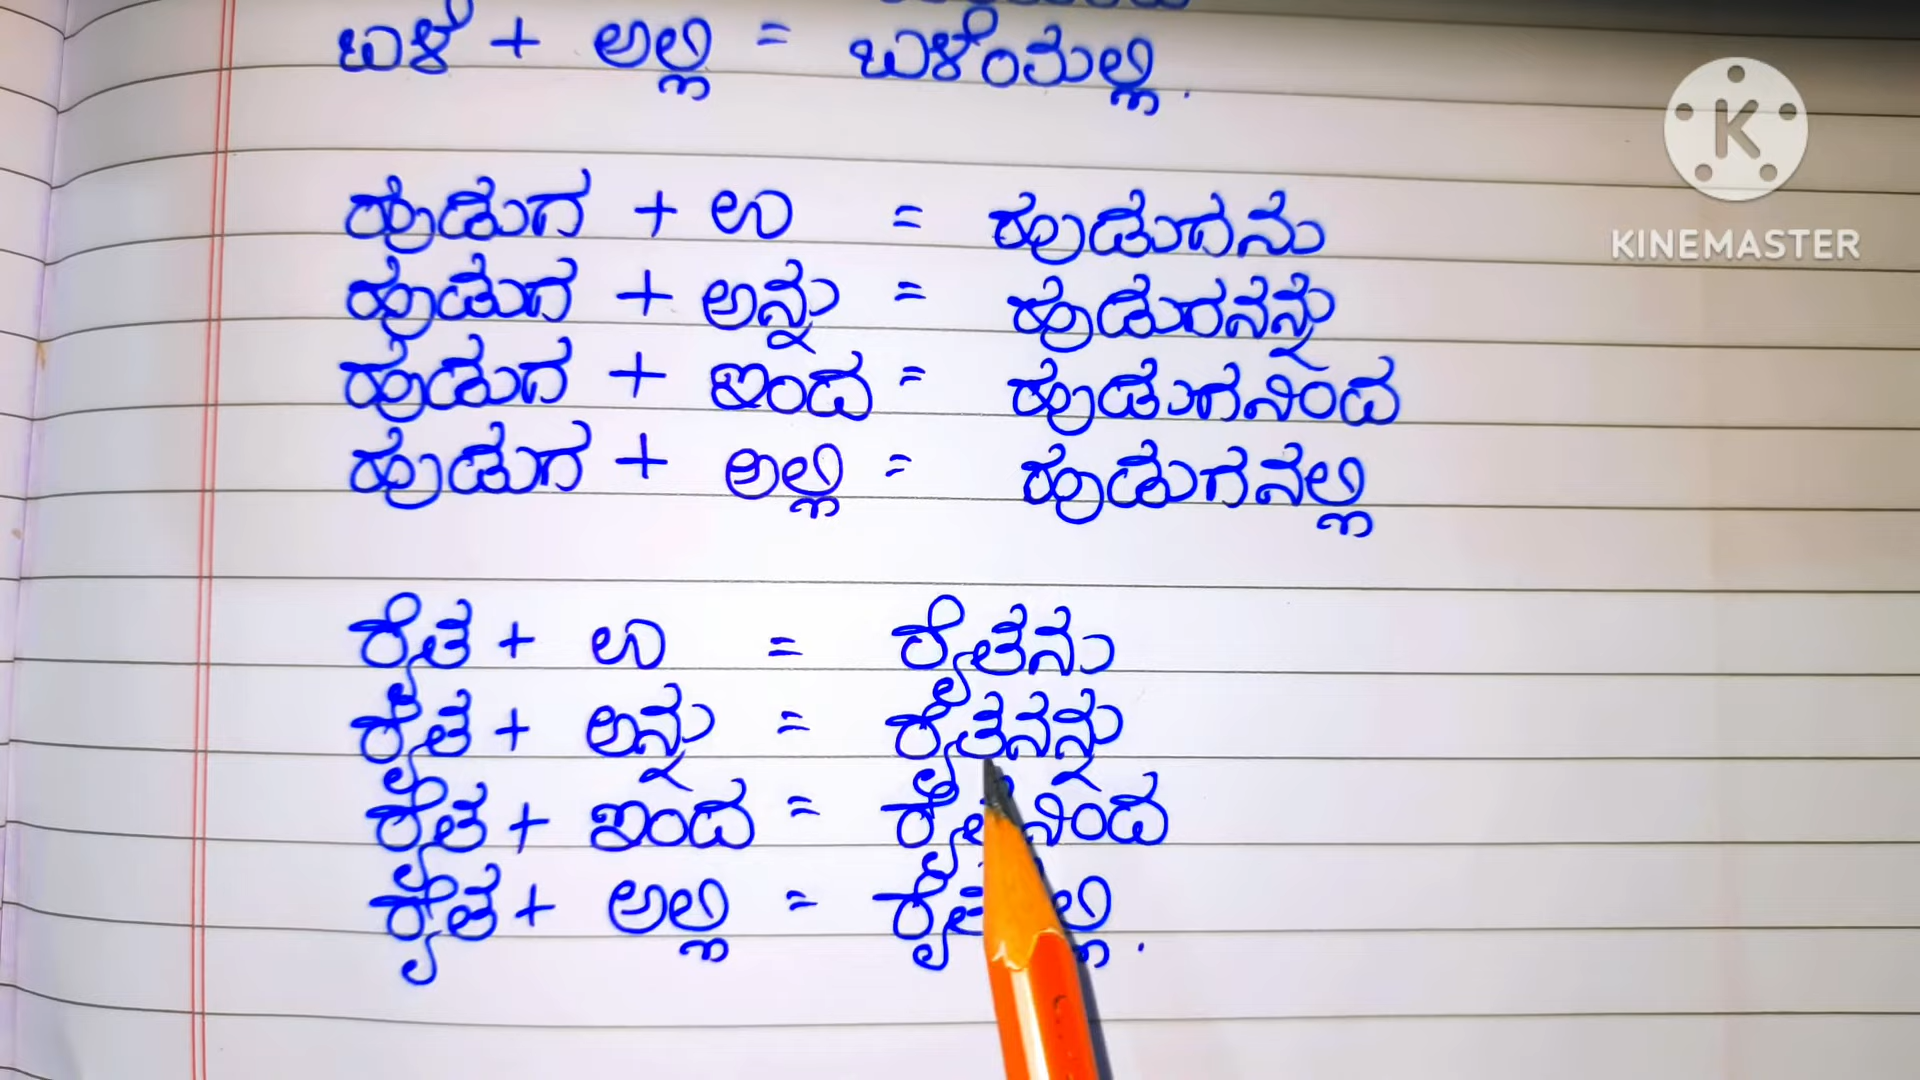 ಬಳೆ + ಅಲ್ಲಿ = ಬಳೆಯಲ್ಲಿ.
ಹುಡುಗ + ಉ = ಹುಡುಗನು
ಹುಡುಗ + ಅನ್ನು = ಹುಡುಗನನ್ನು
ಹುಡುಗ + ಇಂದ = ಹುಡುಗನಿಂದ
ಹುಡುಗ + ಅಲ್ಲಿ = ಹುಡುಗನಲ್ಲಿ
ರೈತ + ಉ = ರೈತನು
ರೈತ + ಅನ್ನು = ರೈತನನ್ನು
ರೈತ + ಇಂದ =
ರೈತ + ಅಲ್ಲಿ =
KINEMASTER